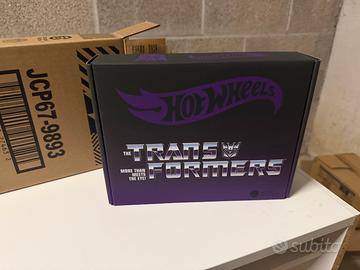 JCP67-9893
HOT WHEELS
THE TRANSFORMERS
MORE THAN
MEETS
THE EYE!
subito